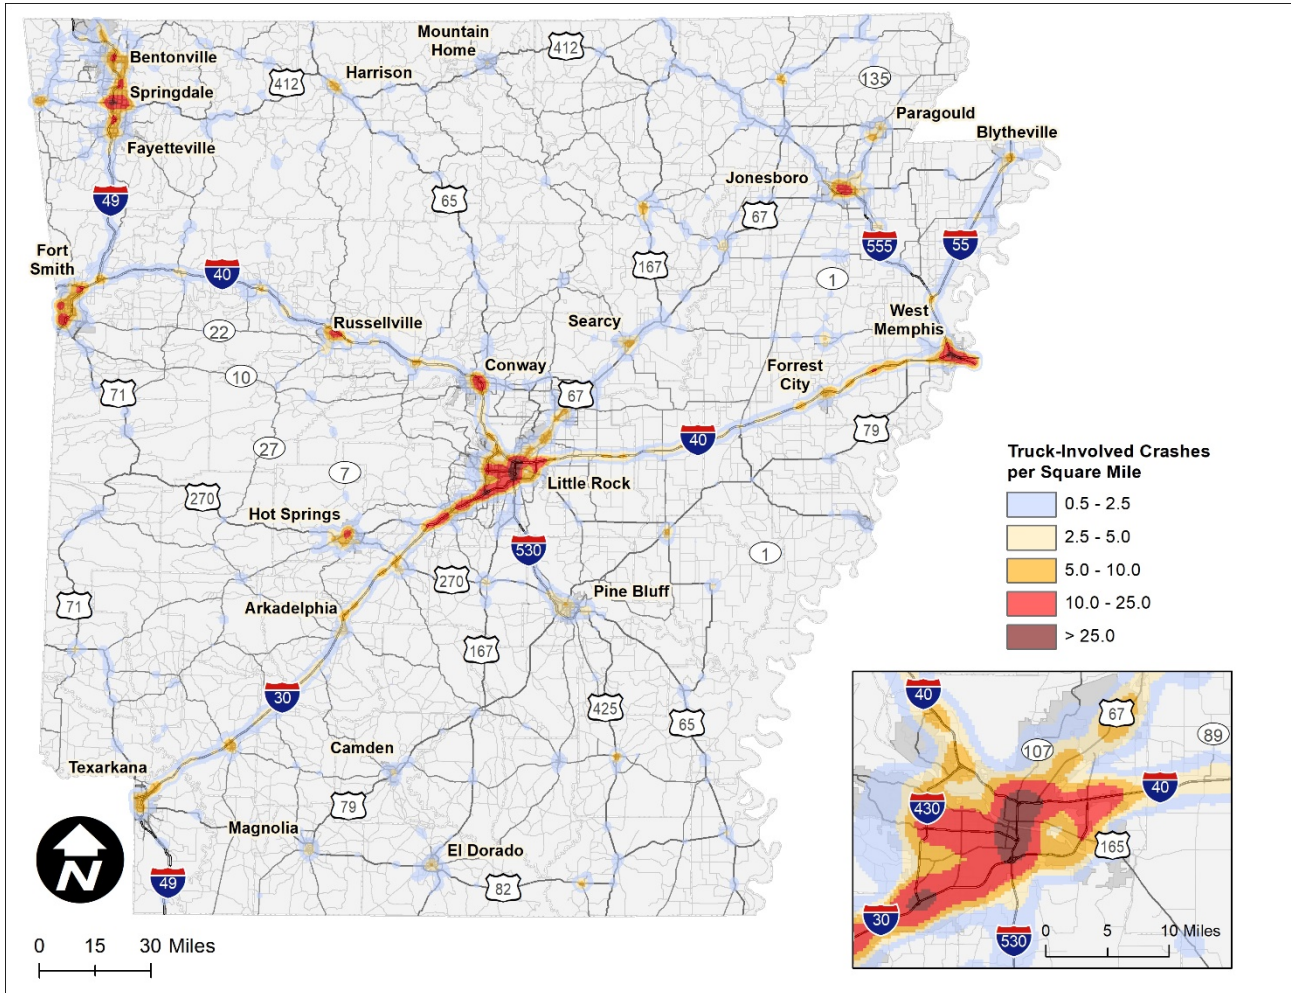 Mountain
Home
412
Bentonville
Harrison
412
135
Springdale
Paragould
Blytheville
Fayetteville
Jonesboro
49
65
67
Fort
Smith
555
55
40
167
1
West
Memphis
22
Russellville
Searcy
Conway
Forrest
City
10
71
67
79
27
40
7
Little Rock
270
Hot Springs
530
1
270
Pine Bluff
71
Arkadelphia
167
30
425
65
Camden
Texarkana
79
Magnolia
El Dorado
49
82
N
0 15 30 Miles
Truck-Involved Crashes
per Square Mile
0.5 - 2.5
2.5 - 5.0
5.0 - 10.0
10.0 - 25.0
> 25.0
40
67
107
89
40
430
165
30
530
0 5 10 Miles